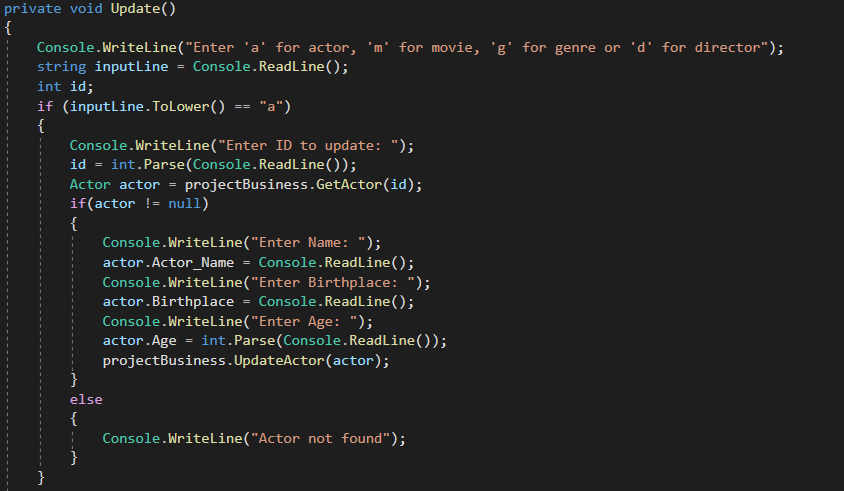 private void Update()
{
    Console.WriteLine("Enter 'a' for actor, 'm' for movie, 'g' for genre or 'd' for director");
    string inputLine = Console.ReadLine();
    int id;
    if (inputLine.ToLower() == "a")
    {
        Console.WriteLine("Enter ID to update: ");
        id = int.Parse(Console.ReadLine());
        Actor actor = projectBusiness.GetActor(id);
        if(actor != null)
        {
            Console.WriteLine("Enter Name: ");
            actor.Actor_Name = Console.ReadLine();
            Console.WriteLine("Enter Birthplace: ");
            actor.Birthplace = Console.ReadLine();
            Console.WriteLine("Enter Age: ");
            actor.Age = int.Parse(Console.ReadLine());
            projectBusiness.UpdateActor(actor);
        }
        else
        {
            Console.WriteLine("Actor not found");
        }
    }